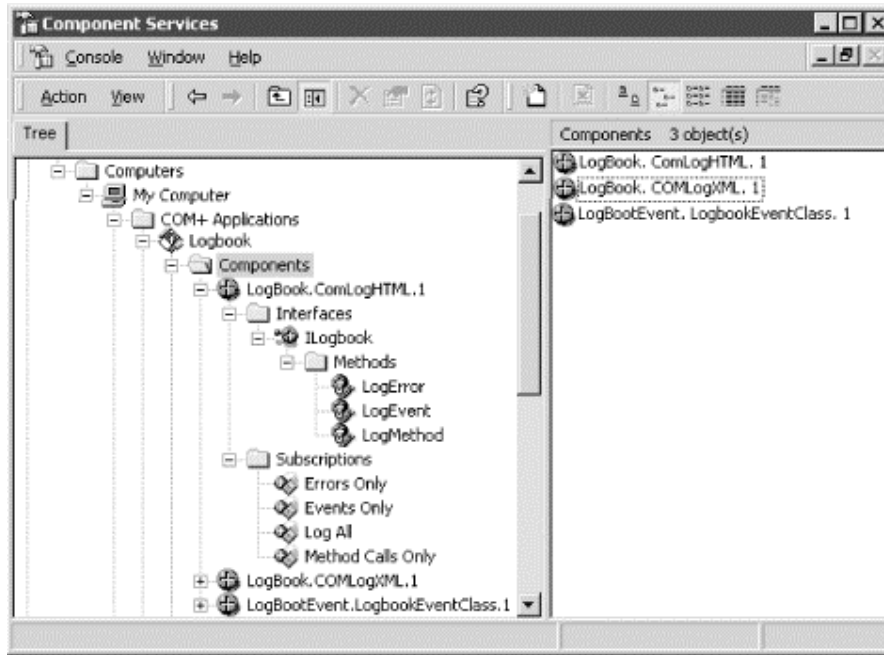 Component Services
Console Window Help
Action View
Tree
Components 3 object(s)
Computers
My Computer
COM+ Applications
Logbook
Components
LogBook.ComLogHTML.1
Interfaces
ILogbook
Methods
LogError
LogEvent
LogMethod
Subscriptions
Errors Only
Events Only
Log All
Method Calls Only
LogBook.COMLogXML.1
LogBootEvent.LogbookEventClass.1
LogBook. ComLogHTML. 1
LogBook. COMLogXML. 1
LogBootEvent. LogbookEventClass. 1